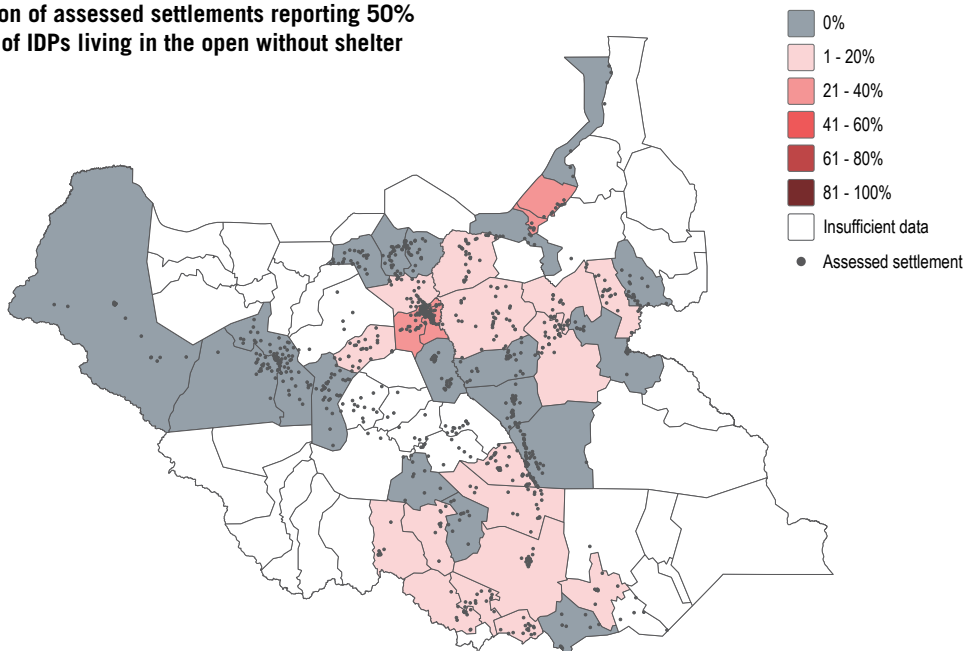 of assessed settlements reporting 50%
of IDPs living in the open without shelter
0%
1 - 20%
21 - 40%
41 - 60%
61 - 80%
81 - 100%
Insufficient data
Assessed settlement